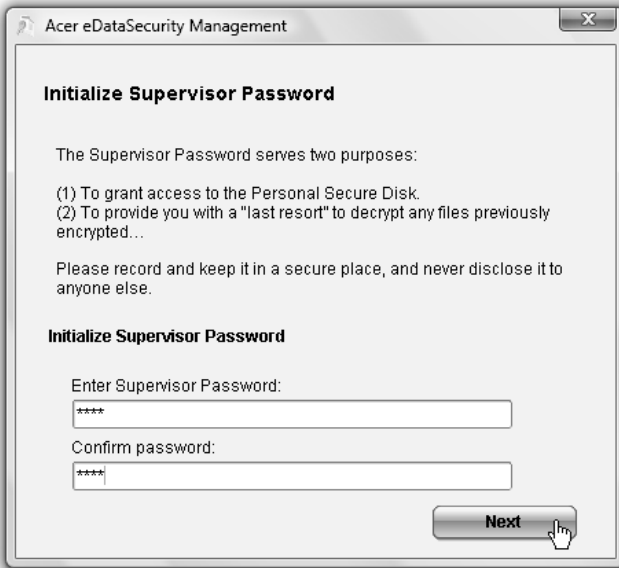 Acer eDataSecurity Management
Initialize Supervisor Password
The Supervisor Password serves two purposes:
(1) To grant access to the Personal Secure Disk.
(2) To provide you with a "last resort" to decrypt any files previously
encrypted...
Please record and keep it in a secure place, and never disclose it to
anyone else.
Initialize Supervisor Password
Enter Supervisor Password:
****
Confirm password:
****
Next